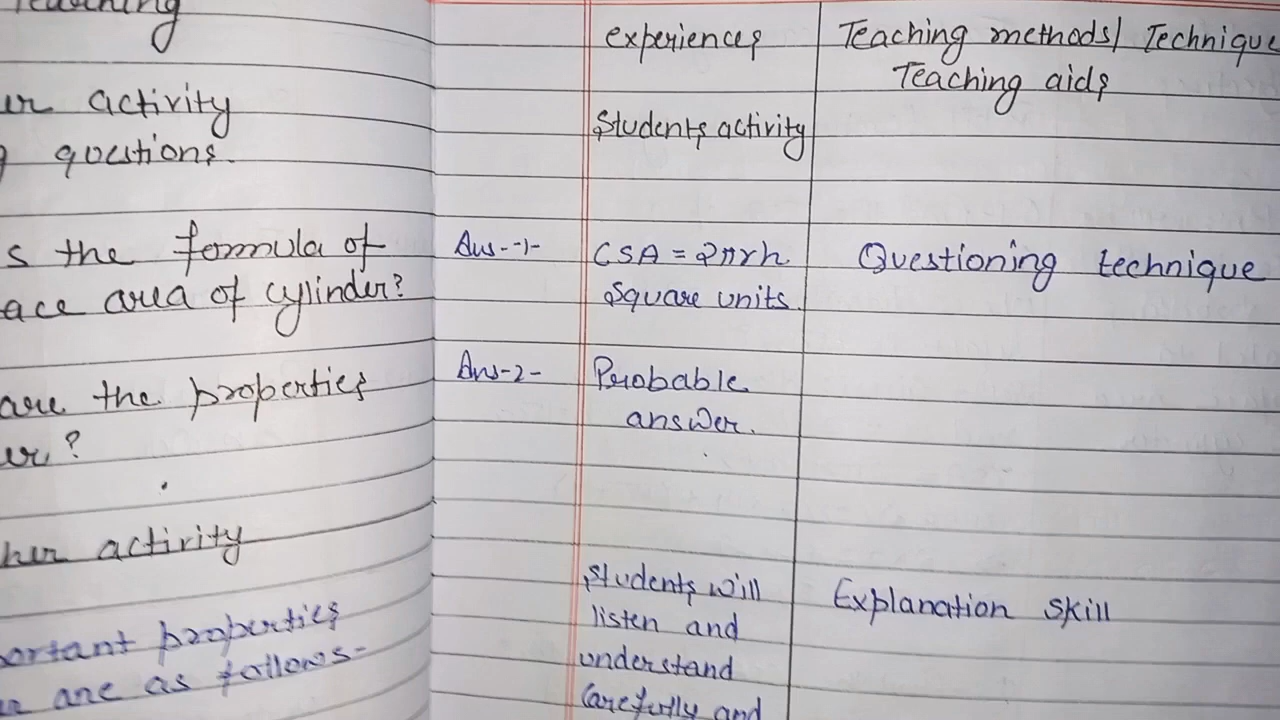 activity
questions.
s the formula of
ace area of cylinder?
are the properties
?
activity
portant properties
are as follows-
experiences
Students activity
Ans--1-
CSA = 2πrh
Square units.
Ans-2-
Probable
answer.
Students will
listen and
understand
Carefully and
Teaching methods/ Technique
Teaching aids
Questioning technique
Explanation skill